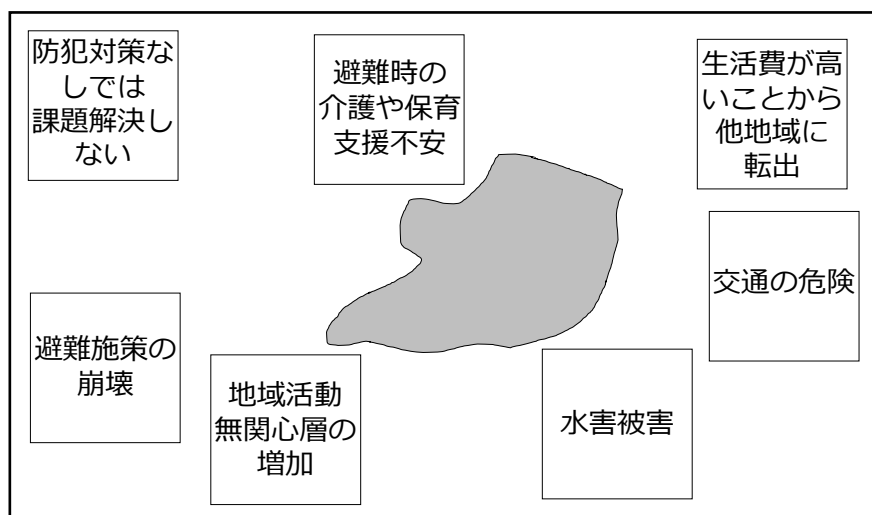 防犯対策な
しでは
課題解決し
ない
避難時の
介護や保育
支援不安
生活費が高
いことから
他地域に
転出
交通の危険
避難施策の
崩壊
地域活動
無関心層の
増加
水害被害